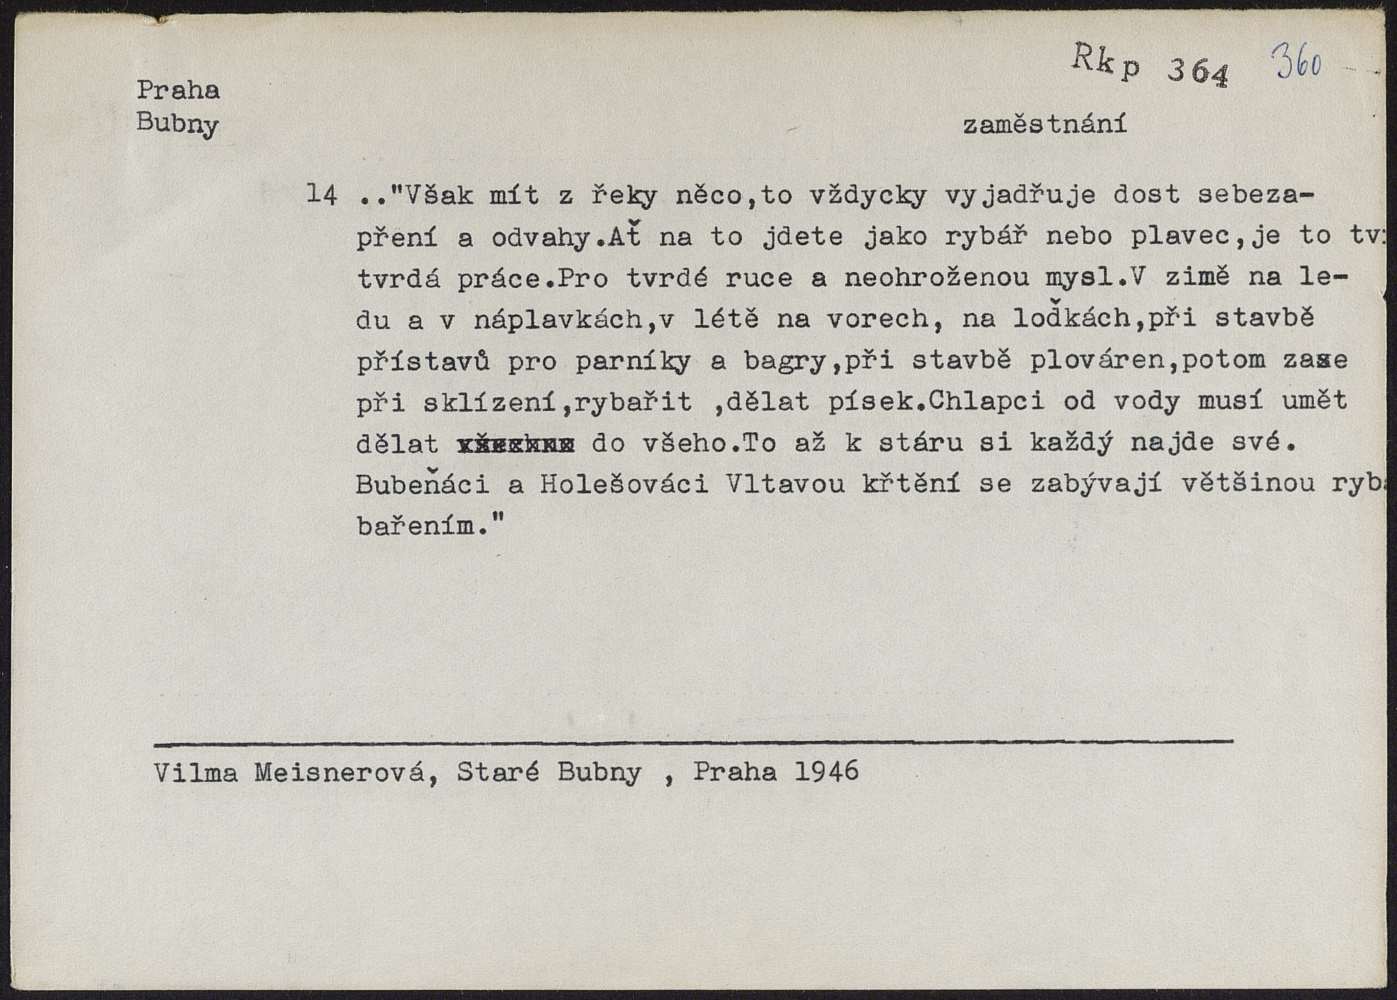 Rkp 364 360
Praha
Bubny
zaměstnání
14 .."Však mít z řeky něco,to vždycky vyjadřuje dost sebeza-
pření a odvahy.Ať na to jdete jako rybář nebo plavec,je to tv
tvrdá práce.Pro tvrdé ruce a neohroženou mysl.V zimě na le-
du a v náplavkách,v létě na vorech, na loďkách,při stavbě
přístavů pro parníky a bagry,při stavbě plováren,potom zase
při sklízení,rybařit ,dělat písek.Chlapci od vody musí umět
dělat do všeho.To až k stáru si každý najde své.
Bubeňáci a Holešováci Vltavou křtění se zabývají většinou ryb
bařením."
Vilma Meisnerová, Staré Bubny , Praha 1946